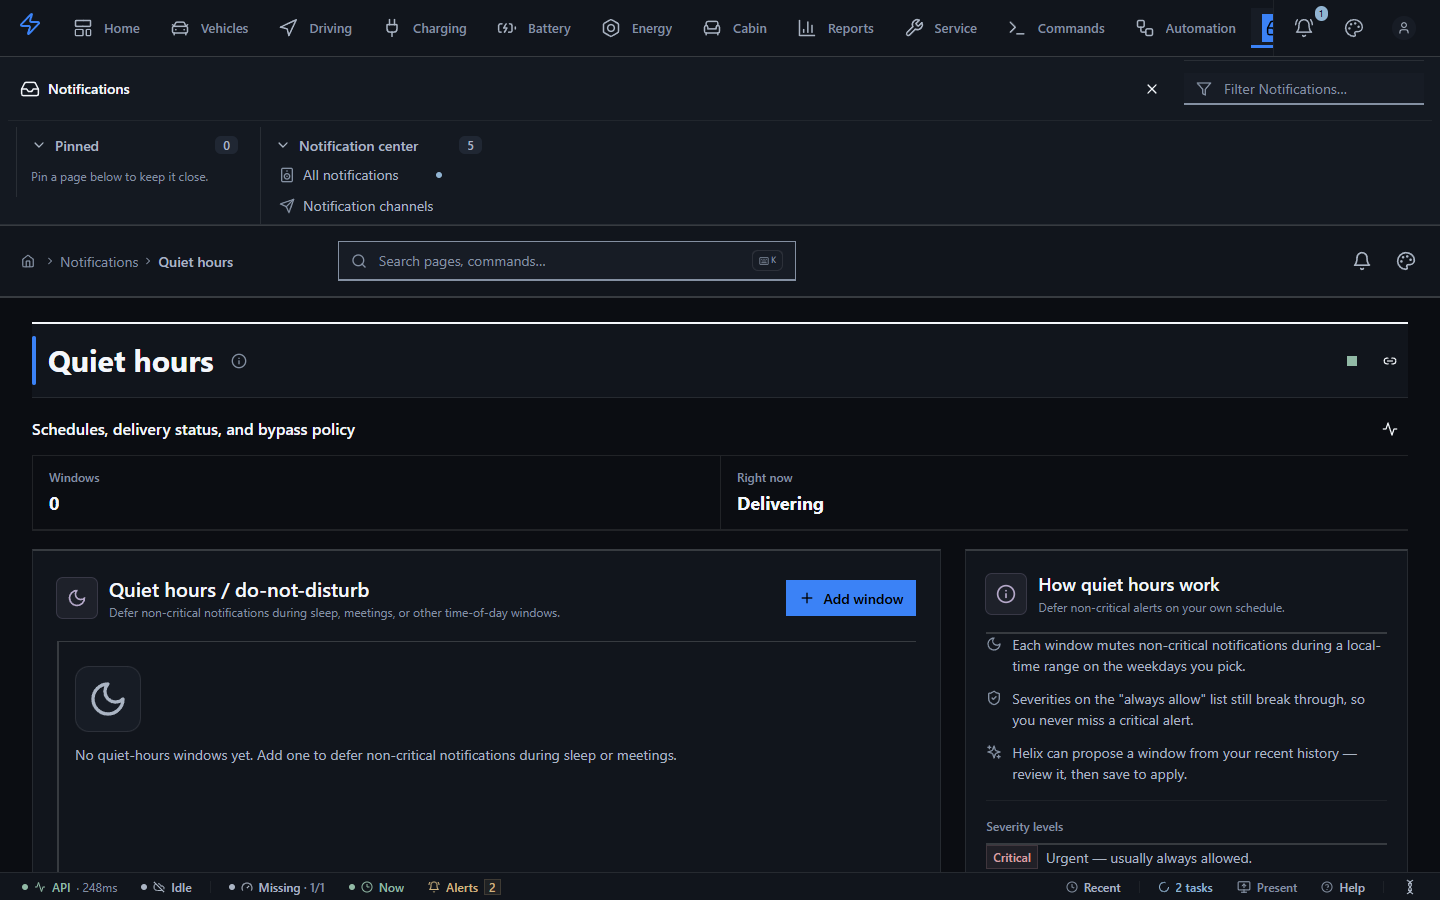 Home
Vehicles
Driving
Charging
Battery
Energy
Cabin
Reports
Service
Commands
Automation
1
Notifications
Filter Notifications...
Pinned
0
Pin a page below to keep it close.
Notification center
5
All notifications
Notification channels
Notifications
Quiet hours
Search pages, commands...
K
Quiet hours
Schedules, delivery status, and bypass policy
Windows
0
Right now
Delivering
Quiet hours / do-not-disturb
Defer non-critical notifications during sleep, meetings, or other time-of-day windows.
Add window
No quiet-hours windows yet. Add one to defer non-critical notifications during sleep or meetings.
How quiet hours work
Defer non-critical alerts on your own schedule.
Each window mutes non-critical notifications during a local-
time range on the weekdays you pick.
Severities on the "always allow" list still break through, so
you never miss a critical alert.
Helix can propose a window from your recent history —
review it, then save to apply.
Severity levels
Critical
Urgent — usually always allowed.
API · 248ms
Idle
Missing · 1/1
Now
Alerts 2
Recent
2 tasks
Present
Help